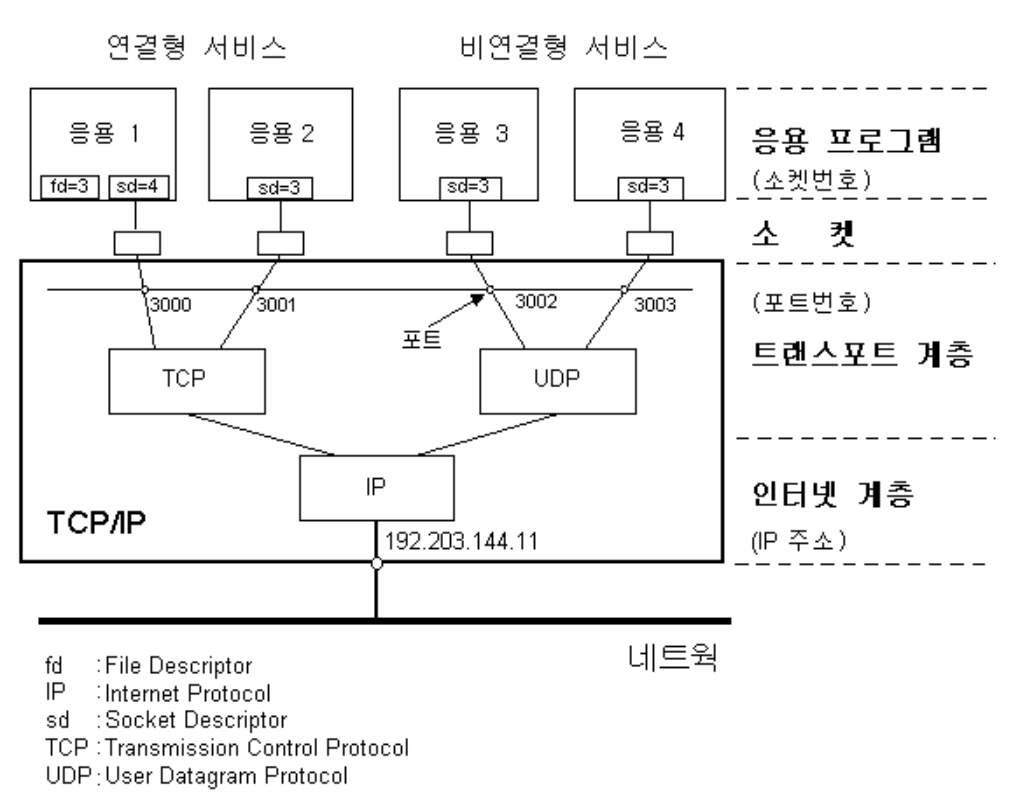 연결형 서비스
비연결형 서비스
응용 1
응용 2
응용 3
응용 4
fd=3
sd=4
sd=3
sd=3
sd=3
응용 프로그램
(소켓번호)
소 켓
3000
3001
3002
3003
포트
(포트번호)
트랜스포트 계층
TCP
UDP
IP
인터넷 계층
(IP 주소)
TCP/IP
192.203.144.11
네트웍
fd : File Descriptor
IP : Internet Protocol
sd : Socket Descriptor
TCP : Transmission Control Protocol
UDP : User Datagram Protocol